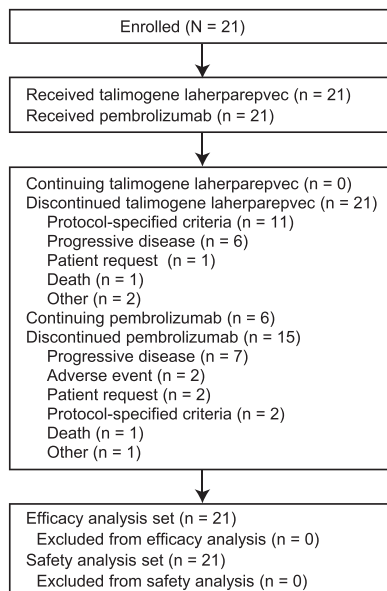 Enrolled (N = 21)
Received talimogene laherparepvec (n = 21)
Received pembrolizumab (n = 21)
Continuing talimogene laherparepvec (n = 0)
Discontinued talimogene laherparepvec (n = 21)
Protocol-specified criteria (n = 11)
Progressive disease (n = 6)
Patient request (n = 1)
Death (n = 1)
Other (n = 2)
Continuing pembrolizumab (n = 6)
Discontinued pembrolizumab (n = 15)
Progressive disease (n = 7)
Adverse event (n = 2)
Patient request (n = 2)
Protocol-specified criteria (n = 2)
Death (n = 1)
Other (n = 1)
Efficacy analysis set (n = 21)
Excluded from efficacy analysis (n = 0)
Safety analysis set (n = 21)
Excluded from safety analysis (n = 0)